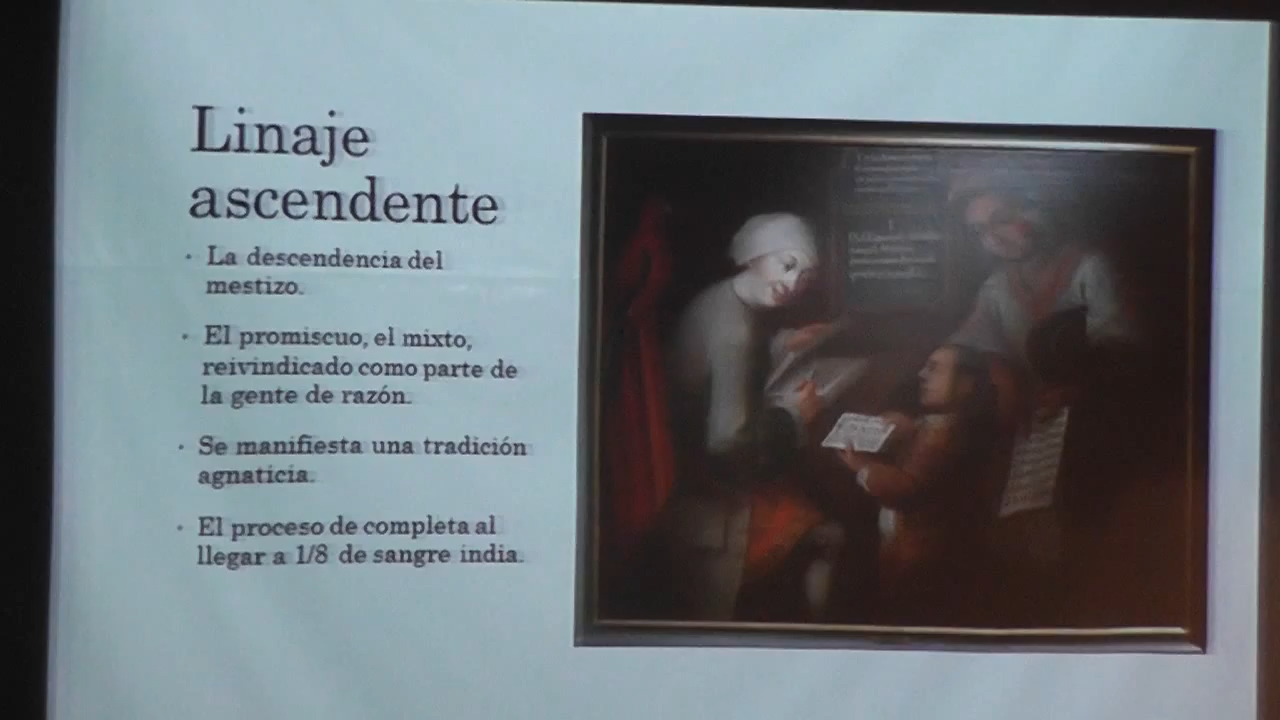 Linaje
ascendente
• La descendencia del
mestizo.
• El promiscuo, el mixto,
reivindicado como parte de
la gente de razón.
• Se manifiesta una tradición
agnaticia.
• El proceso de completa al
llegar a 1/8 de sangre india.